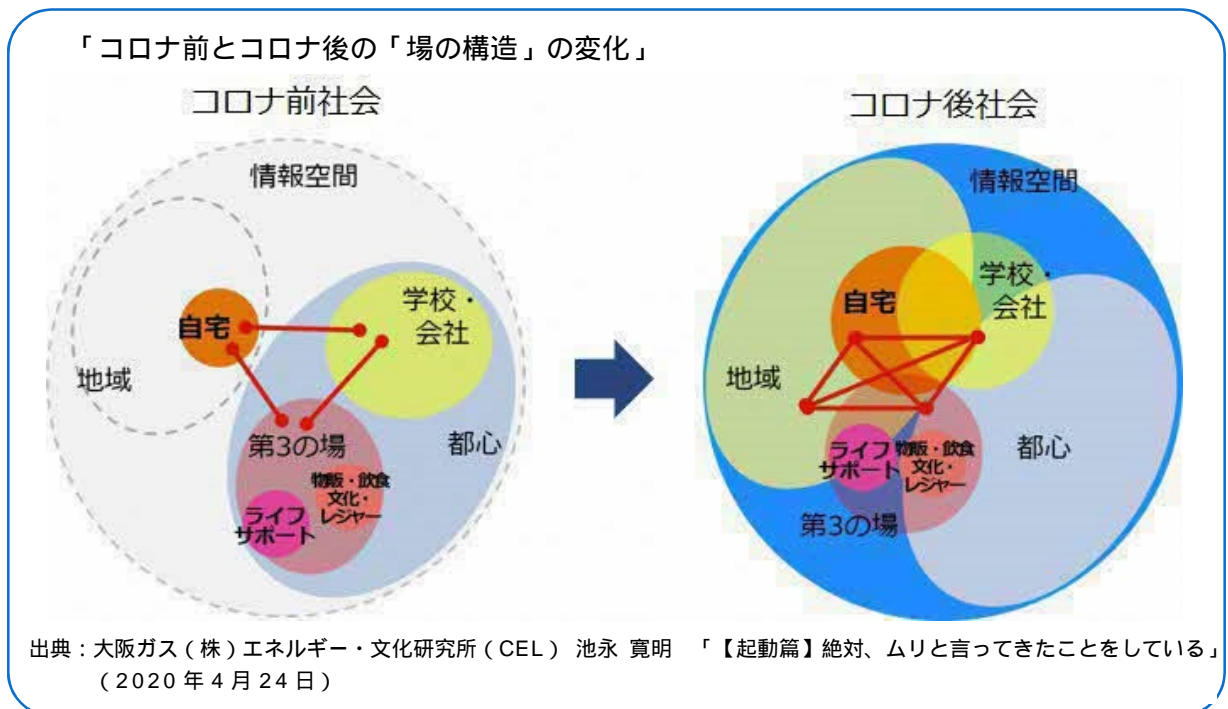 「コロナ前とコロナ後の「場の構造」の変化」
コロナ前社会
情報空間
自宅
地域
学校・
会社
第3の場
都心
物販・飲食
文化・
レジャー
ライフ
サポート
コロナ後社会
情報空間
学校・
会社
自宅
地域
都心
ライフ
サポート
物販・飲食
文化・
レジャー
第3の場
出典：大阪ガス（株）エネルギー・文化研究所（CEL） 池永 寛明 「【起動篇】絶対、ムリと言ってきたことをしている」
（2020年4月24日）